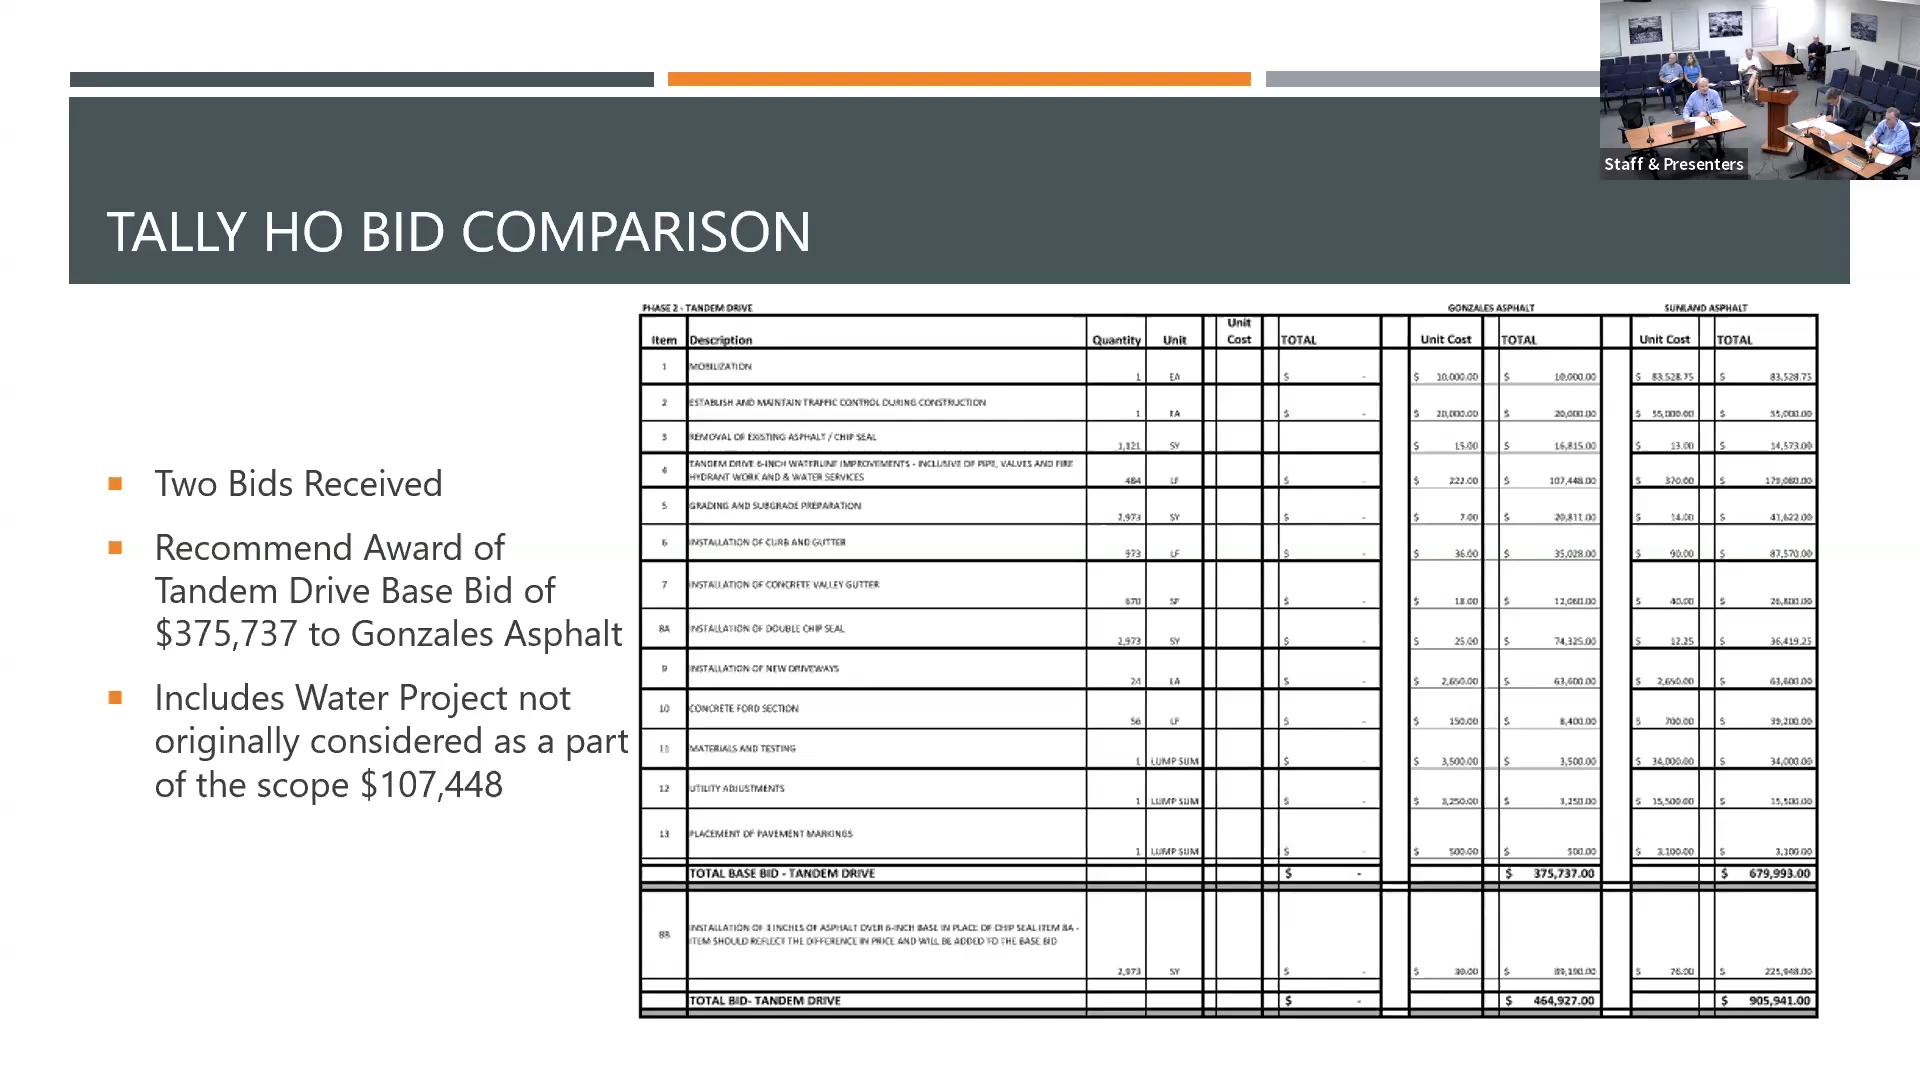 Staff & Presenters
TALLY HO BID COMPARISON
Two Bids Received
Recommend Award of
Tandem Drive Base Bid of
$375,737 to Gonzales Asphalt
Includes Water Project not
originally considered as a part
of the scope $107,448
PHASE 2 - TANDEM DRIVE GONZALES ASPHALT SUNLAND ASPHALT
Item Description Quantity Unit Unit Cost TOTAL Unit Cost TOTAL Unit Cost TOTAL
1 MOBILIZATION 1 EA $ - $ 10,000.00 $ 10,000.00 $ 83,528.75 $ 83,528.75
2 ESTABLISH AND MAINTAIN TRAFFIC CONTROL DURING CONSTRUCTION 1 EA $ - $ 20,000.00 $ 20,000.00 $ 55,000.00 $ 55,000.00
3 REMOVAL OF EXISTING ASPHALT / CHIP SEAL 1,121 SY $ - $ 15.00 $ 16,815.00 $ 13.00 $ 14,573.00
4 TANDEM DRIVE 6-INCH WATERLINE IMPROVEMENTS - INCLUSIVE OF PIPE, VALVES AND FIRE
HYDRANT WORK AND & WATER SERVICES 484 LF $ - $ 222.00 $ 107,448.00 $ 370.00 $ 179,080.00
5 GRADING AND SUBGRADE PREPARATION 2,973 SY $ - $ 7.00 $ 20,811.00 $ 14.00 $ 41,622.00
6 INSTALLATION OF CURB AND GUTTER 973 LF $ - $ 36.00 $ 35,028.00 $ 90.00 $ 87,570.00
7 INSTALLATION OF CONCRETE VALLEY GUTTER 670 SF $ - $ 18.00 $ 12,060.00 $ 40.00 $ 26,800.00
8A INSTALLATION OF DOUBLE CHIP SEAL 2,973 SY $ - $ 25.00 $ 74,325.00 $ 12.25 $ 36,419.25
9 INSTALLATION OF NEW DRIVEWAYS 24 EA $ - $ 2,650.00 $ 63,600.00 $ 2,650.00 $ 63,600.00
10 CONCRETE FORD SECTION 56 LF $ - $ 150.00 $ 8,400.00 $ 700.00 $ 39,200.00
11 MATERIALS AND TESTING 1 LUMP SUM $ - $ 3,500.00 $ 3,500.00 $ 34,000.00 $ 34,000.00
12 UTILITY ADJUSTMENTS 1 LUMP SUM $ - $ 3,250.00 $ 3,250.00 $ 15,500.00 $ 15,500.00
13 PLACEMENT OF PAVEMENT MARKINGS 1 LUMP SUM $ - $ 500.00 $ 500.00 $ 3,100.00 $ 3,100.00
TOTAL BASE BID - TANDEM DRIVE $ - $ 375,737.00 $ 679,993.00
8B INSTALLATION OF 3 INCHES OF ASPHALT OVER 6-INCH BASE IN PLACE OF CHIP SEAL ITEM 8A -
ITEM SHOULD REFLECT THE DIFFERENCE IN PRICE AND WILL BE ADDED TO THE BASE BID 2,973 SY $ - $ 30.00 $ 89,190.00 $ 76.00 $ 225,948.00
TOTAL BID- TANDEM DRIVE $ - $ 464,927.00 $ 905,941.00